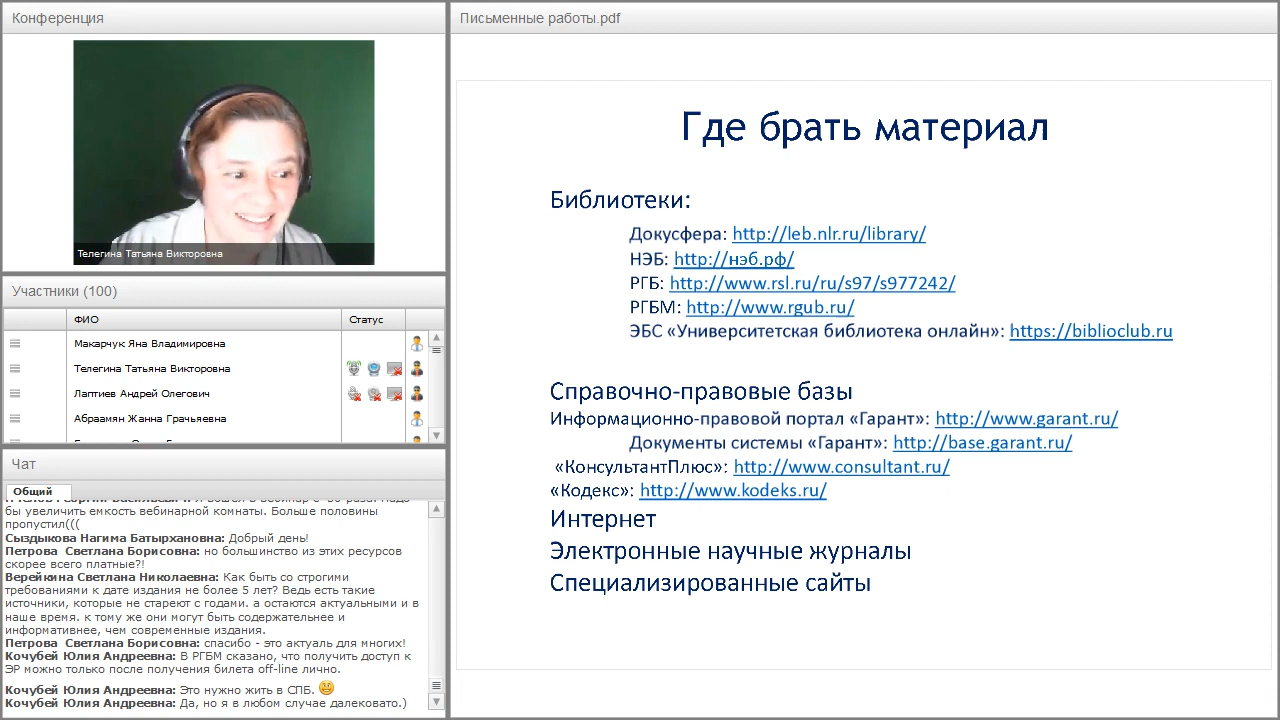 Конференция
Телегина Татьяна Викторовна
Участники (100)
ФИО
Статус
Макарчук Яна Владимировна
Телегина Татьяна Викторовна
Лаптиев Андрей Олегович
Абраамян Жанна Грачьяевна
Чат
Общий
бы увеличить емкость вебинарной комнаты. Больше половины
пропустил(((
Сыздыкова Нагима Батырхановна: Добрый день!
Петрова Светлана Борисовна: но большинство из этих ресурсов
скорее всего платные?!
Верейкина Светлана Николаевна: Как быть со строгими
требованиями к дате издания не более 5 лет? Ведь есть такие
источники, которые не стареют с годами. а остаются актуальными и в
наше время. к тому же они могут быть содержательнее и
информативнее, чем современные издания.
Петрова Светлана Борисовна: спасибо - это актуаль для многих!
Кочубей Юлия Андреевна: В РГБМ сказано, что получить доступ к
ЭР можно только после получения билета off-line лично.
Кочубей Юлия Андреевна: Это нужно жить в СПБ.
Кочубей Юлия Андреевна: Да, но я в любом случае далековато.)
Письменные работы.pdf
Где брать материал
Библиотеки:
Докусфера: http://leb.nlr.ru/library/
НЭБ: http://нэб.рф/
РГБ: http://www.rsl.ru/ru/s97/s977242/
РГБМ: http://www.rgub.ru/
ЭБС «Университетская библиотека онлайн»: https://biblioclub.ru
Справочно-правовые базы
Информационно-правовой портал «Гарант»: http://www.garant.ru/
Документы системы «Гарант»: http://base.garant.ru/
«КонсультантПлюс»: http://www.consultant.ru/
«Кодекс»: http://www.kodeks.ru/
Интернет
Электронные научные журналы
Специализированные сайты